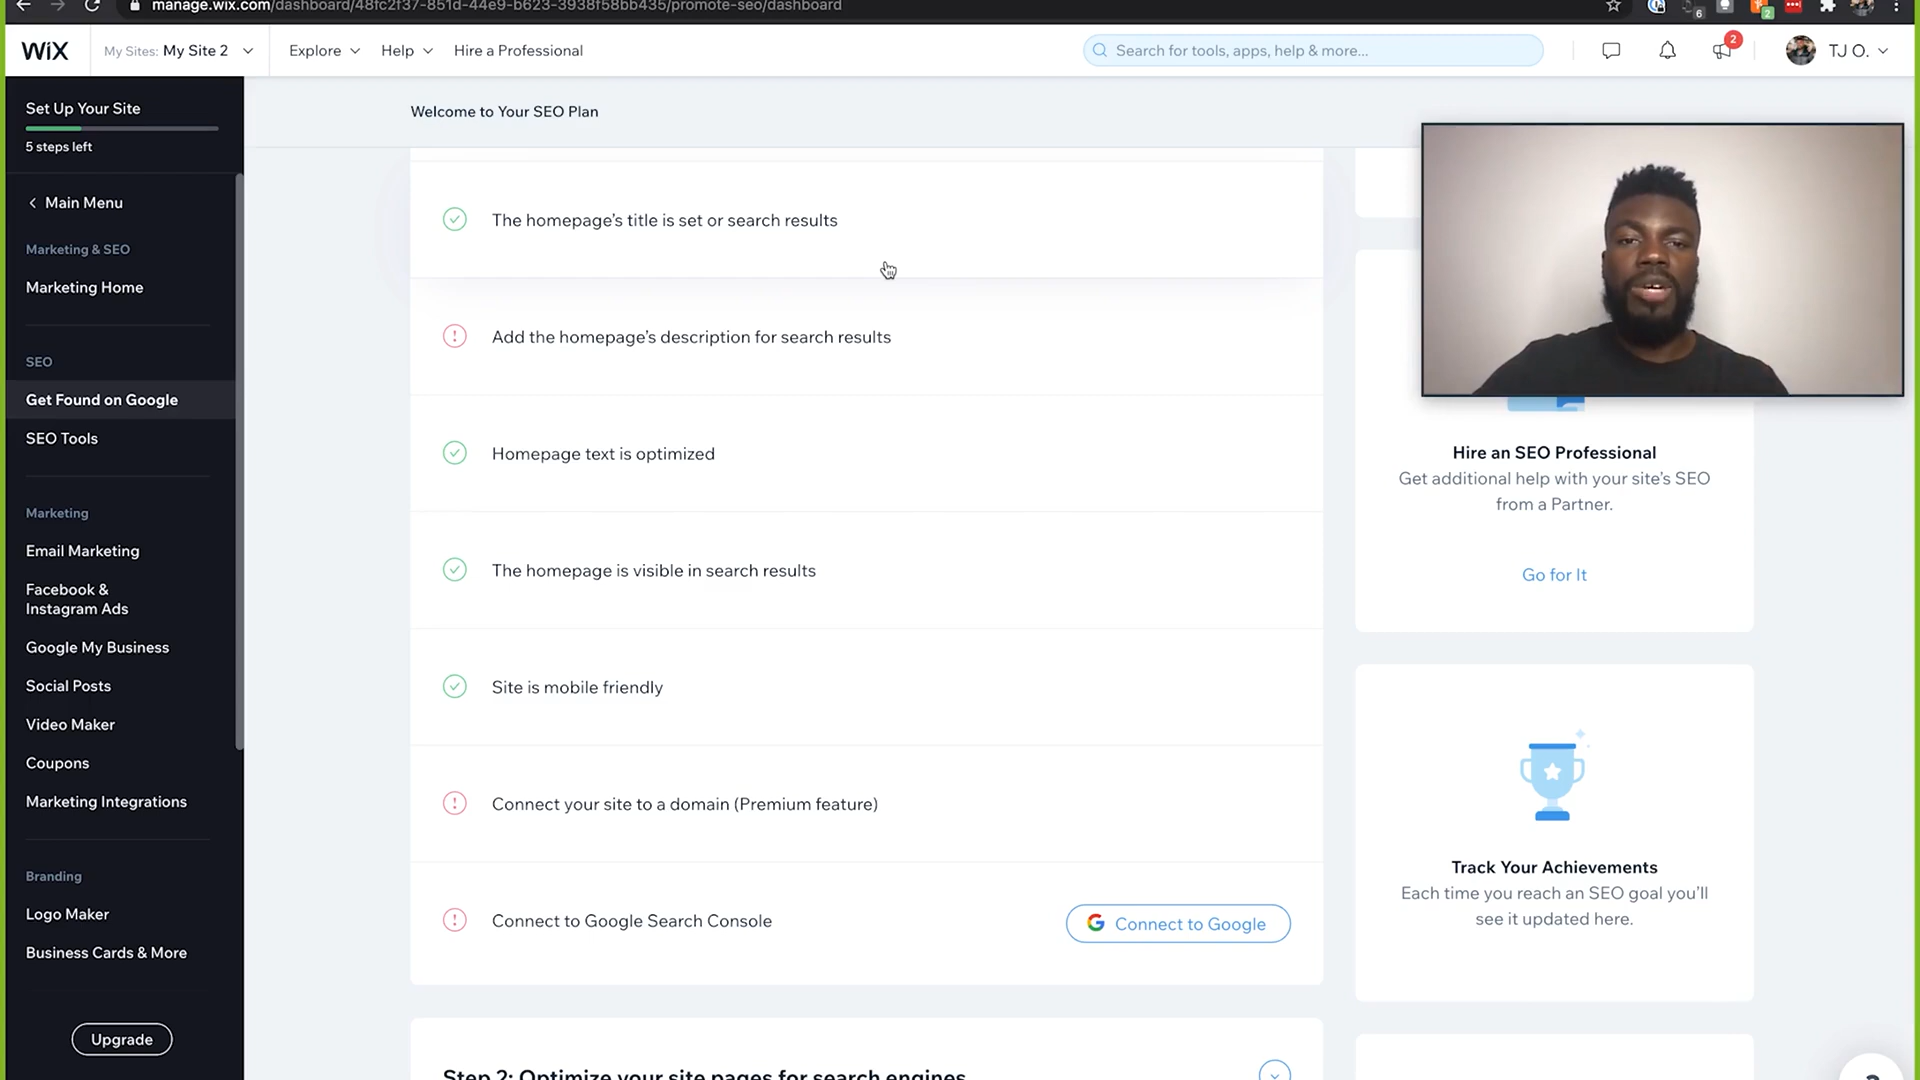 manage.wix.com/dashboard/48fc2f37-851d-44e9-b623-3938f58bb435/promote-seo/dashboard
6
2
WiX
My Sites: My Site 2
Explore
Help
Hire a Professional
Search for tools, apps, help & more...
2
TJ O.
Set Up Your Site
5 steps left
Main Menu
Marketing & SEO
Marketing Home
SEO
Get Found on Google
SEO Tools
Marketing
Email Marketing
Facebook &
Instagram Ads
Google My Business
Social Posts
Video Maker
Coupons
Marketing Integrations
Branding
Logo Maker
Business Cards & More
Upgrade
Welcome to Your SEO Plan
The homepage's title is set or search results
Add the homepage's description for search results
Homepage text is optimized
The homepage is visible in search results
Site is mobile friendly
Connect your site to a domain (Premium feature)
Connect to Google Search Console
Connect to Google
Step 2: Optimize your site pages for search engines
Hire an SEO Professional
Get additional help with your site's SEO
from a Partner.
Go for It
Track Your Achievements
Each time you reach an SEO goal you'll
see it updated here.